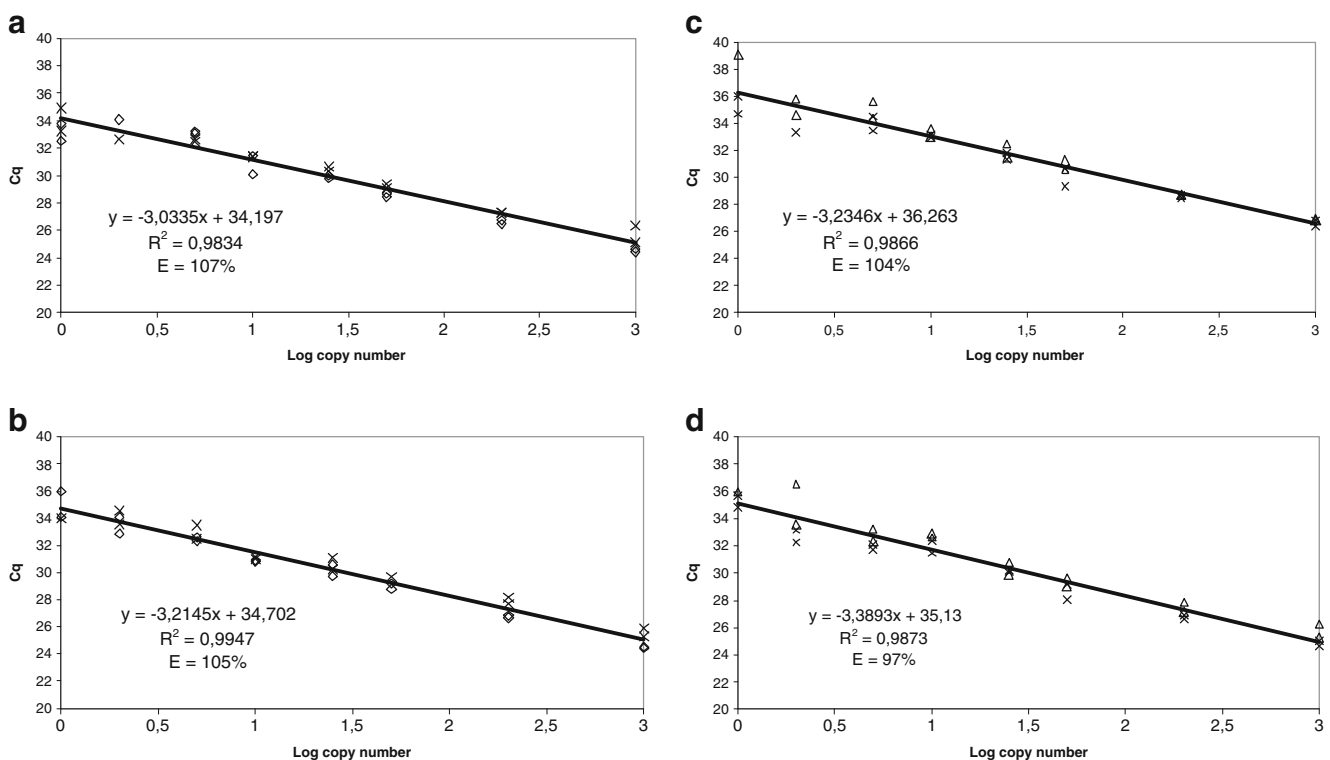 a
40
38
36
34
32
30
28
26
24
22
20
Cq
y = -3,0335x + 34,197
R² = 0,9834
E = 107%
0 0,5 1 1,5 2 2,5 3
Log copy number
c
40
38
36
34
32
30
28
26
24
22
20
Cq
y = -3,2346x + 36,263
R² = 0,9866
E = 104%
0 0,5 1 1,5 2 2,5 3
Log copy number
b
40
38
36
34
32
30
28
26
24
22
20
Cq
y = -3,2145x + 34,702
R² = 0,9947
E = 105%
0 0,5 1 1,5 2 2,5 3
Log copy number
d
40
38
36
34
32
30
28
26
24
22
20
Cq
y = -3,3893x + 35,13
R² = 0,9873
E = 97%
0 0,5 1 1,5 2 2,5 3
Log copy number